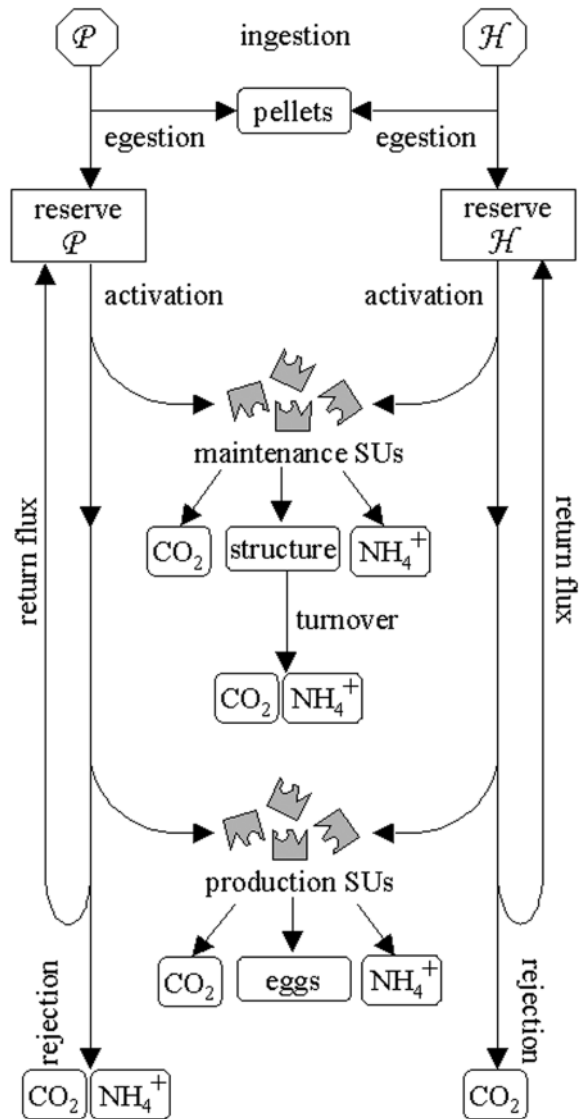 𝒫 ingestion ℋ
pellets
egestion egestion
reserve reserve
𝒫 ℋ
activation activation
maintenance SUs
CO₂ structure NH₄⁺
return flux return flux
turnover
CO₂ NH₄⁺
production SUs
CO₂ eggs NH₄⁺
rejection rejection
CO₂ NH₄⁺ CO₂